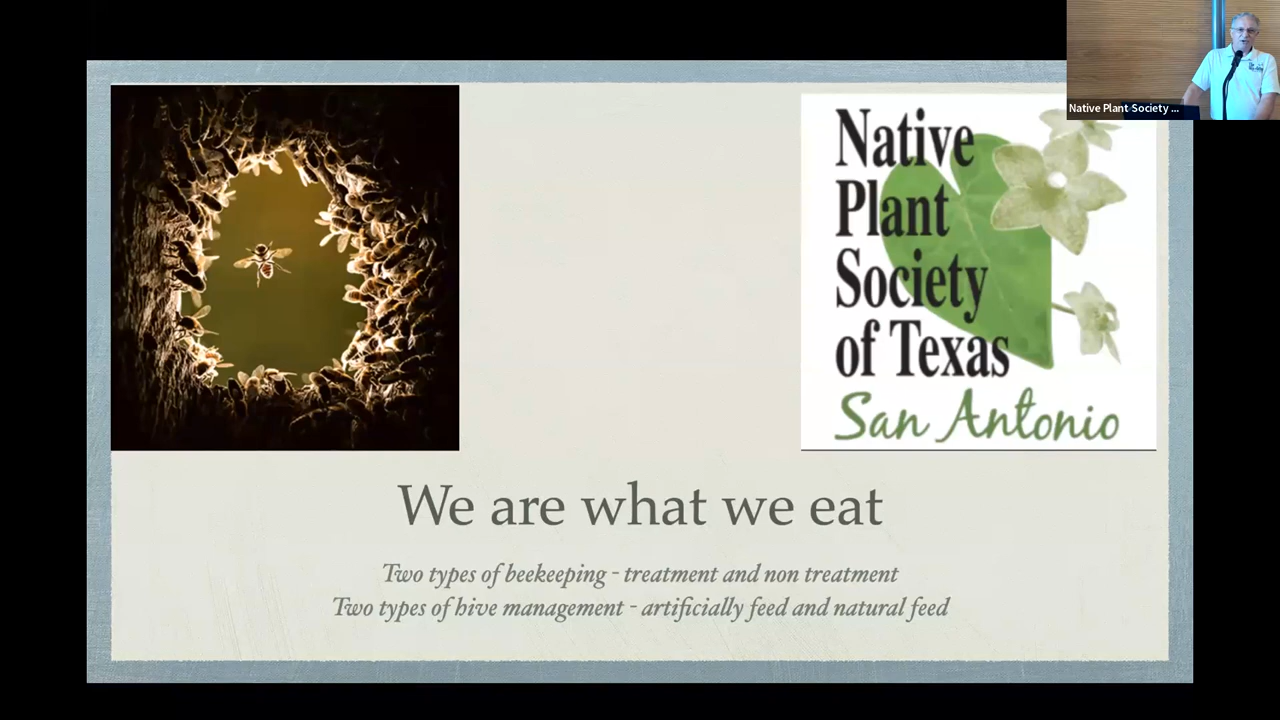 Native Plant Society ...
Native
Plant
Society
of Texas
San Antonio
We are what we eat
Two types of beekeeping - treatment and non treatment
Two types of hive management - artificially feed and natural feed